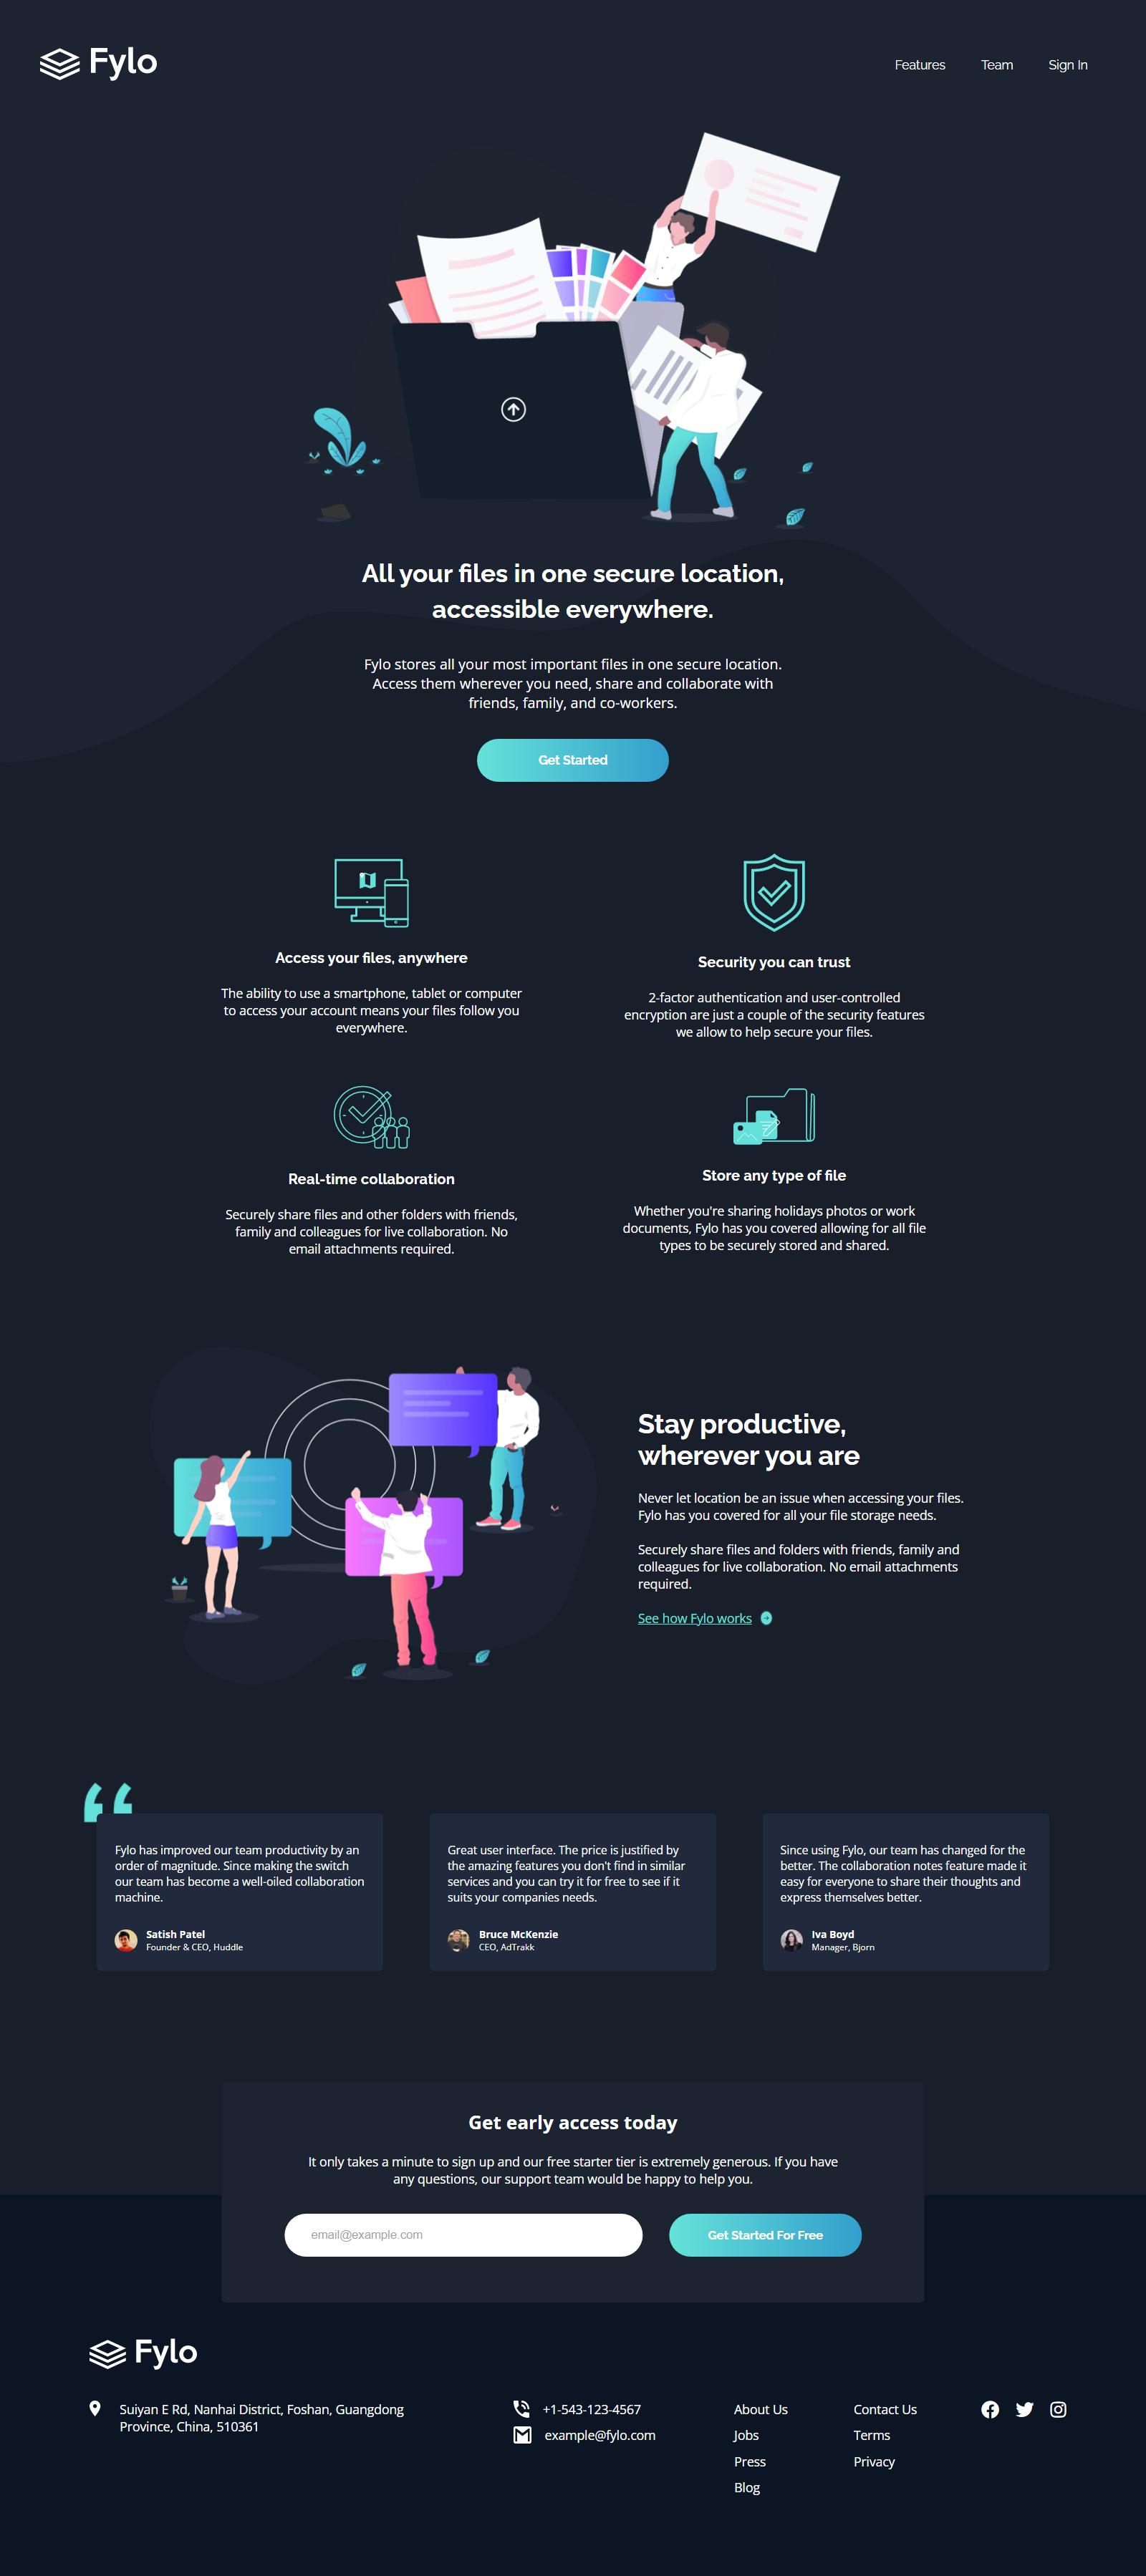 Fylo
Features
Team
Sign In
All your files in one secure location,
accessible everywhere.
Fylo stores all your most important files in one secure location.
Access them wherever you need, share and collaborate with
friends, family, and co-workers.
Get Started
Access your files, anywhere
The ability to use a smartphone, tablet or computer
to access your account means your files follow you
everywhere.
Security you can trust
2-factor authentication and user-controlled
encryption are just a couple of the security features
we allow to help secure your files.
Real-time collaboration
Securely share files and other folders with friends,
family and colleagues for live collaboration. No
email attachments required.
Store any type of file
Whether you're sharing holidays photos or work
documents, Fylo has you covered allowing for all file
types to be securely stored and shared.
Stay productive,
wherever you are
Never let location be an issue when accessing your files.
Fylo has you covered for all your file storage needs.
Securely share files and folders with friends, family and
colleagues for live collaboration. No email attachments
required.
See how Fylo works
Fylo has improved our team productivity by an
order of magnitude. Since making the switch
our team has become a well-oiled collaboration
machine.
Satish Patel
Founder & CEO, Huddle
Great user interface. The price is justified by
the amazing features you don't find in similar
services and you can try it for free to see if it
suits your companies needs.
Bruce McKenzie
CEO, AdTrakk
Since using Fylo, our team has changed for the
better. The collaboration notes feature made it
easy for everyone to share their thoughts and
express themselves better.
Iva Boyd
Manager, Bjorn
Get early access today
It only takes a minute to sign up and our free starter tier is extremely generous. If you have
any questions, our support team would be happy to help you.
email@example.com
Get Started For Free
Fylo
Suiyan E Rd, Nanhai District, Foshan, Guangdong
Province, China, 510361
+1-543-123-4567
example@fylo.com
About Us
Jobs
Press
Blog
Contact Us
Terms
Privacy